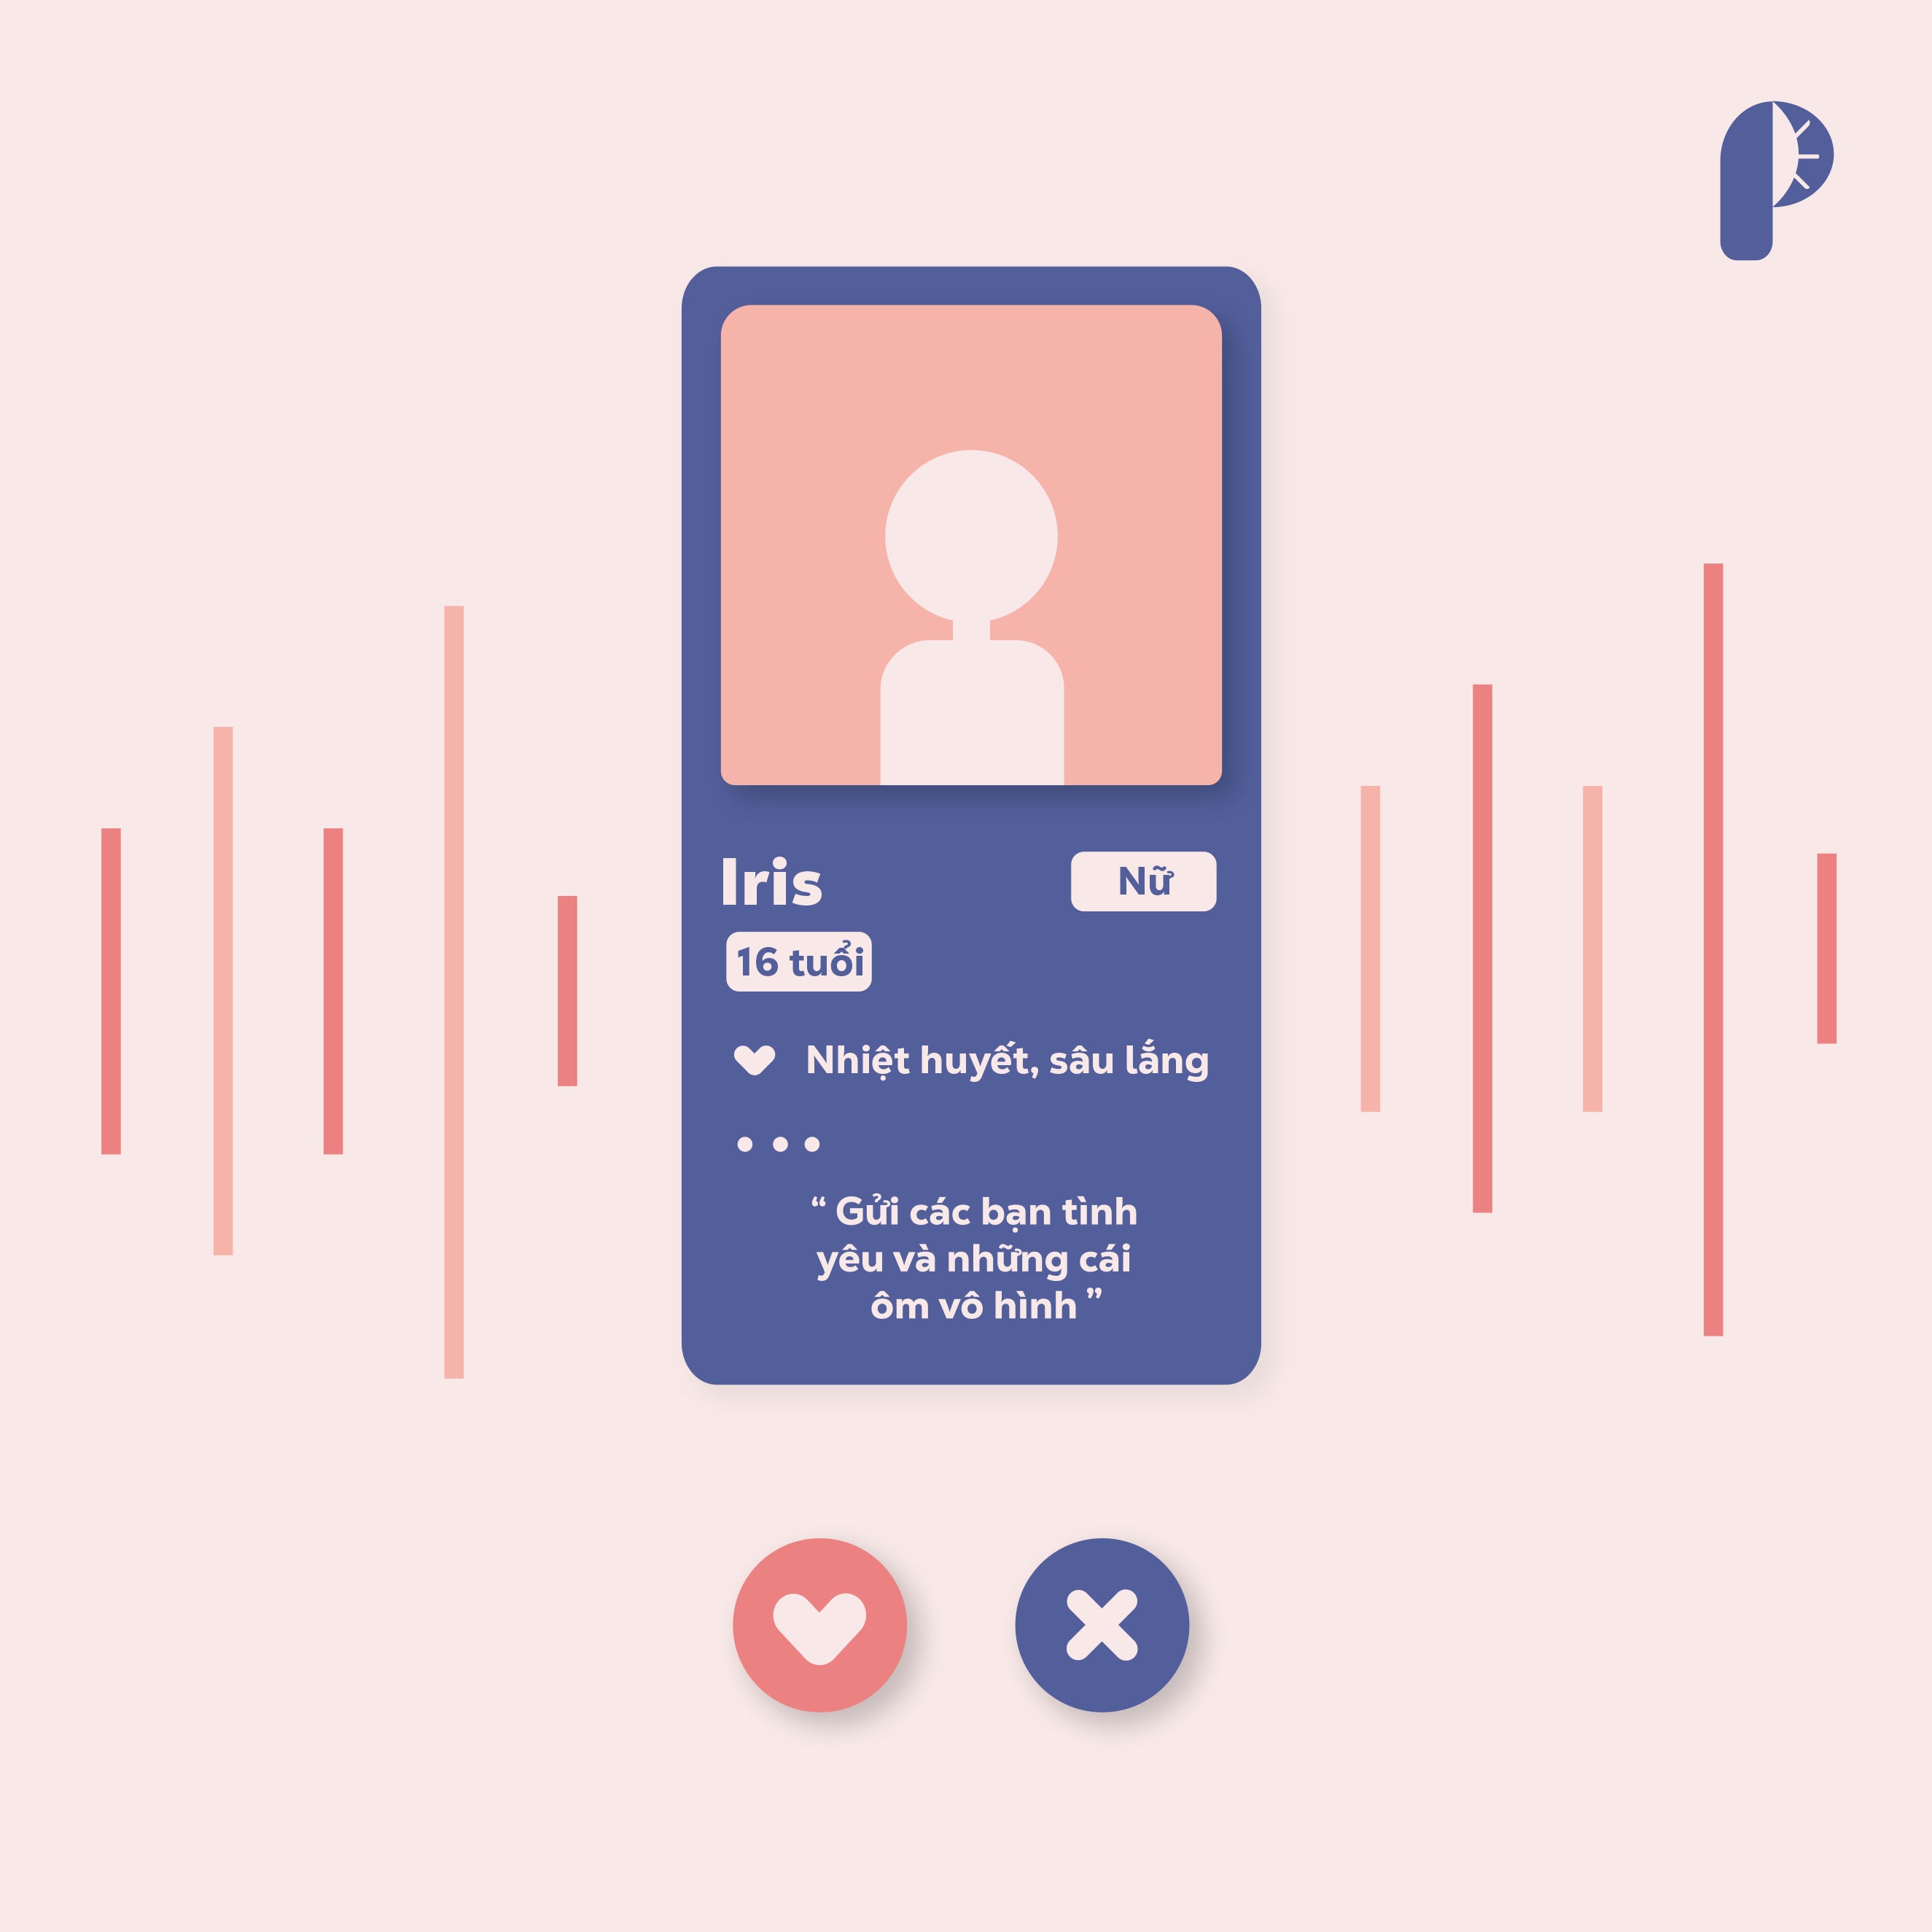 Iris
Nữ
16 tuổi
Nhiệt huyết, sâu lắng
“ Gửi các bạn tình
yêu và những cái
ôm vô hình ”